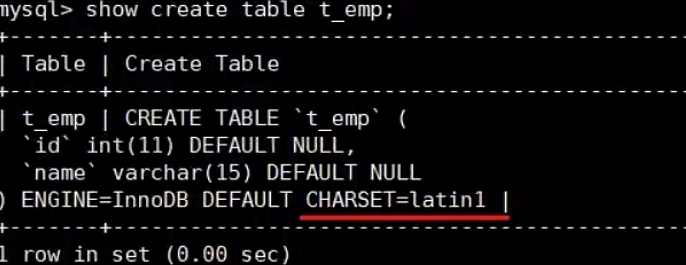 mysql> show create table t_emp;
+-------+--------------------------------------------------
| Table | Create Table
+-------+--------------------------------------------------
| t_emp | CREATE TABLE `t_emp` (
`id` int(11) DEFAULT NULL,
`name` varchar(15) DEFAULT NULL
) ENGINE=InnoDB DEFAULT CHARSET=latin1 |
+-------+--------------------------------------------------
1 row in set (0.00 sec)